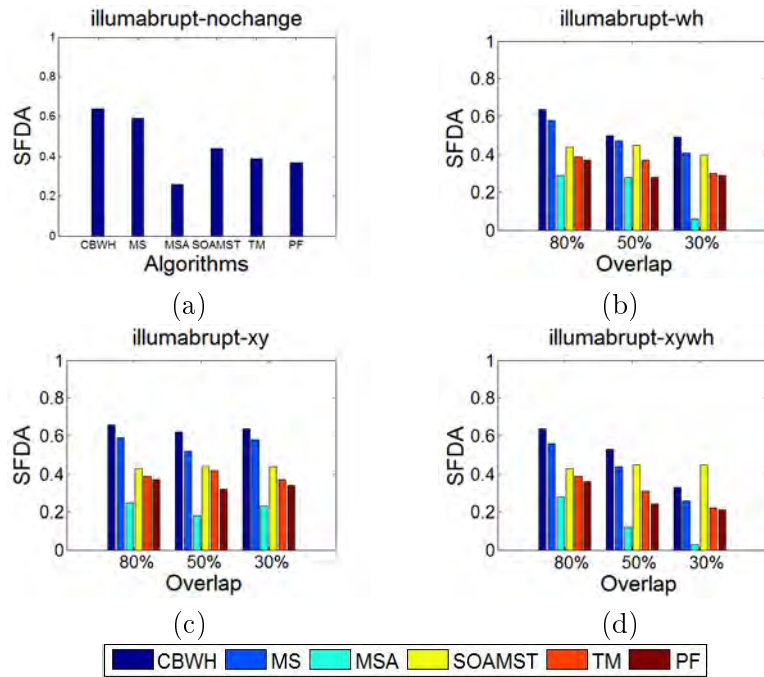 illumabrupt-nochange
1
0.8
0.6
0.4
0.2
0
SFDA
CBWH MS MSA SOAMST TM PF
Algorithms
(a)
illumabrupt-wh
1
0.8
0.6
0.4
0.2
0
SFDA
80% 50% 30%
Overlap
(b)
illumabrupt-xy
1
0.8
0.6
0.4
0.2
0
SFDA
80% 50% 30%
Overlap
(c)
illumabrupt-xywh
1
0.8
0.6
0.4
0.2
0
SFDA
80% 50% 30%
Overlap
(d)
CBWH MS MSA SOAMST TM PF